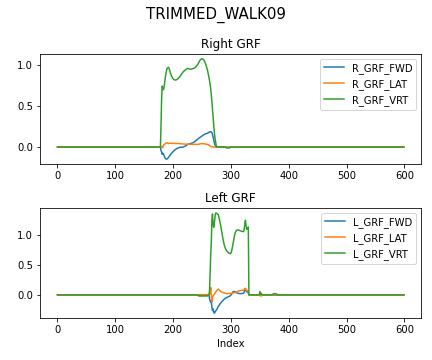 TRIMMED_WALK09
Right GRF
1.0
0.5
0.0
R_GRF_FWD
R_GRF_LAT
R_GRF_VRT
0 100 200 300 400 500 600
Left GRF
1.0
0.5
0.0
L_GRF_FWD
L_GRF_LAT
L_GRF_VRT
0 100 200 300 400 500 600
Index